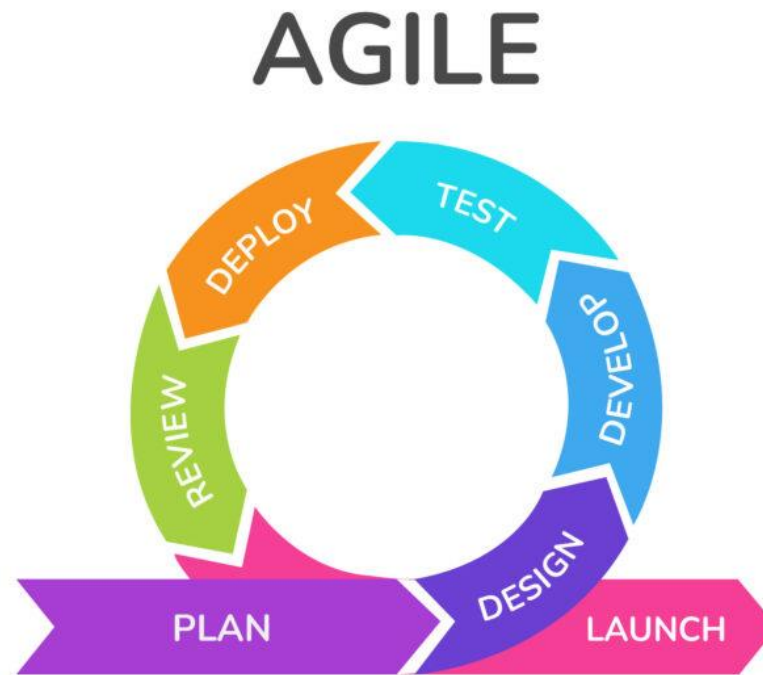 AGILE
TEST
DEPLOY
DEVELOP
REVIEW
DESIGN
PLAN
LAUNCH